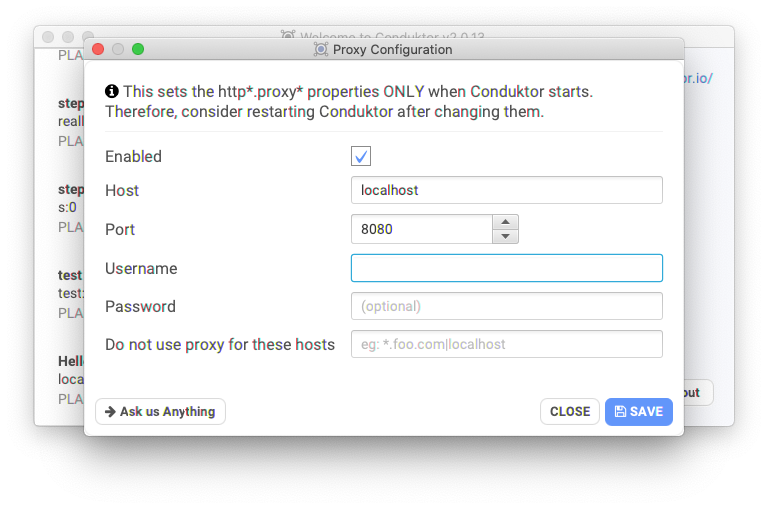 Welcome to Conduktor v2.0.13
Proxy Configuration
This sets the http*.proxy* properties ONLY when Conduktor starts.
Therefore, consider restarting Conduktor after changing them.
Enabled
Host
localhost
Port
8080
Username
Password
(optional)
Do not use proxy for these hosts
eg: *.foo.com|localhost
Ask us Anything
CLOSE
SAVE
PLA
step
real
PLA
step
s:0
PLA
test
test:
PLA
Hello
loca
PLA
or.io/
out